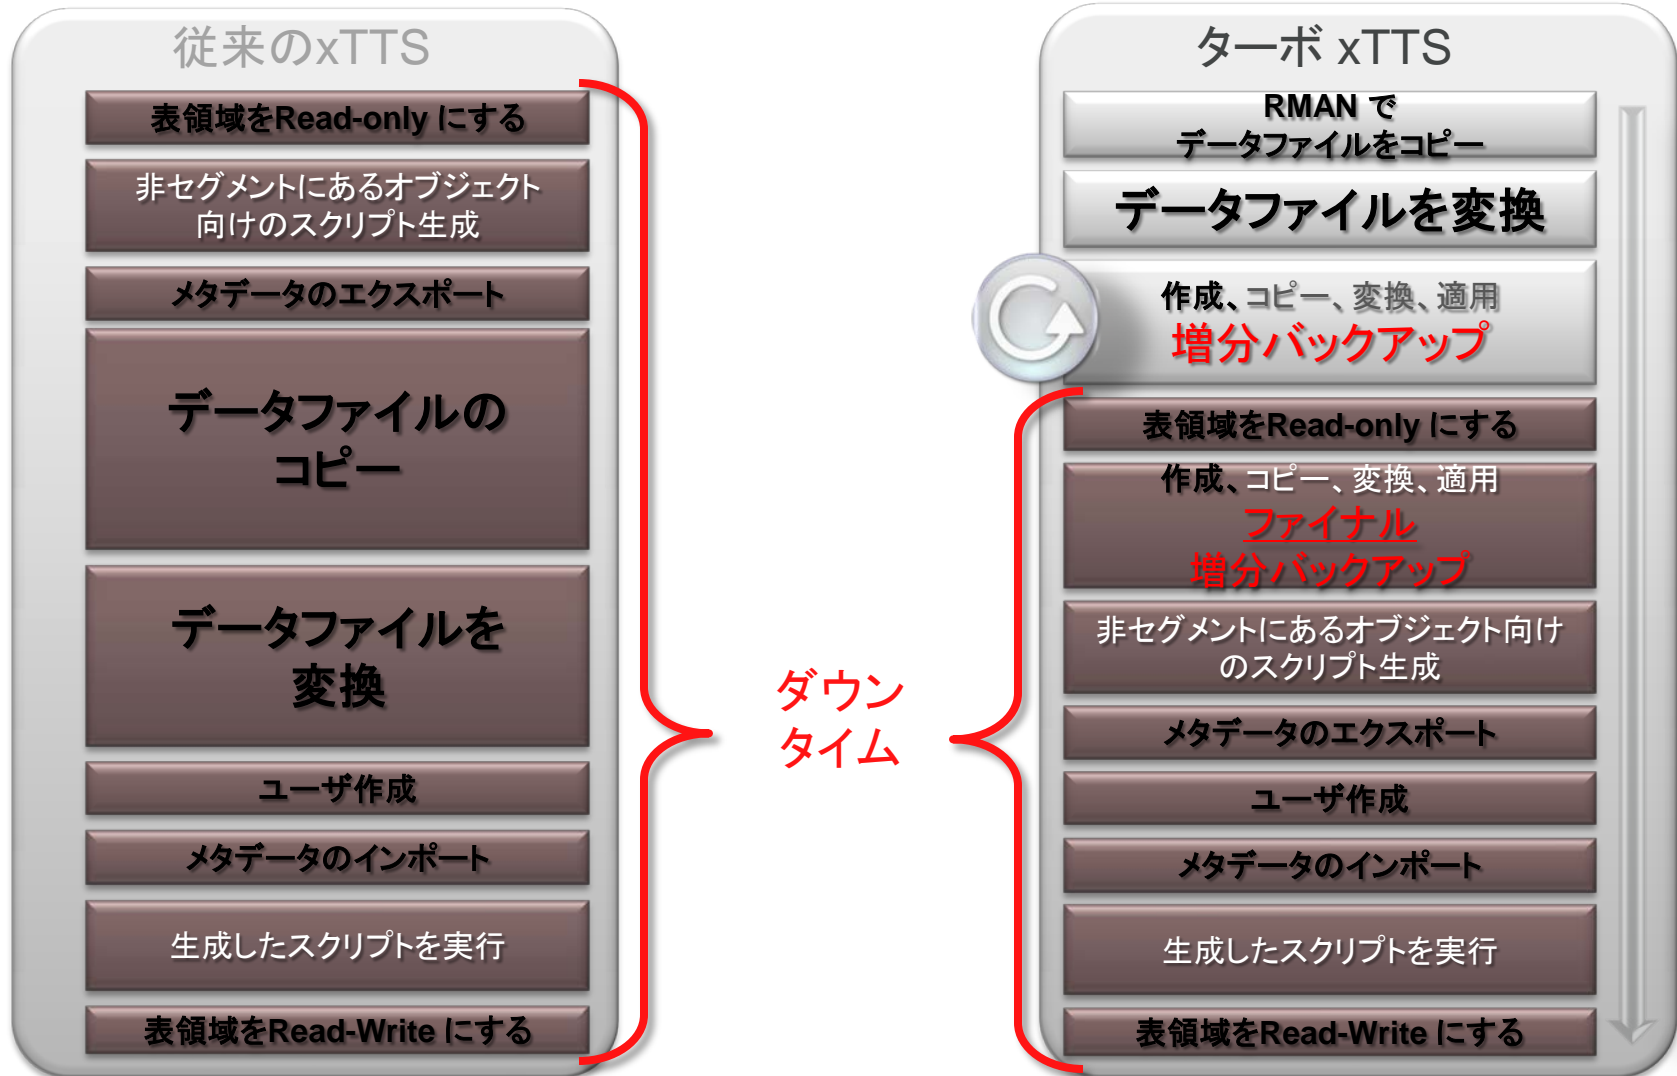 従来のxTTS
表領域をRead-only にする
非セグメントにあるオブジェクト
向けのスクリプト生成
メタデータのエクスポート
データファイルの
コピー
データファイルを
変換
ユーザ作成
メタデータのインポート
生成したスクリプトを実行
表領域をRead-Write にする
ダウン
タイム
ターボ xTTS
RMAN で
データファイルをコピー
データファイルを変換
作成、コピー、変換、適用
増分バックアップ
表領域をRead-only にする
作成、コピー、変換、適用
ファイナル
増分バックアップ
非セグメントにあるオブジェクト向け
のスクリプト生成
メタデータのエクスポート
ユーザ作成
メタデータのインポート
生成したスクリプトを実行
表領域をRead-Write にする